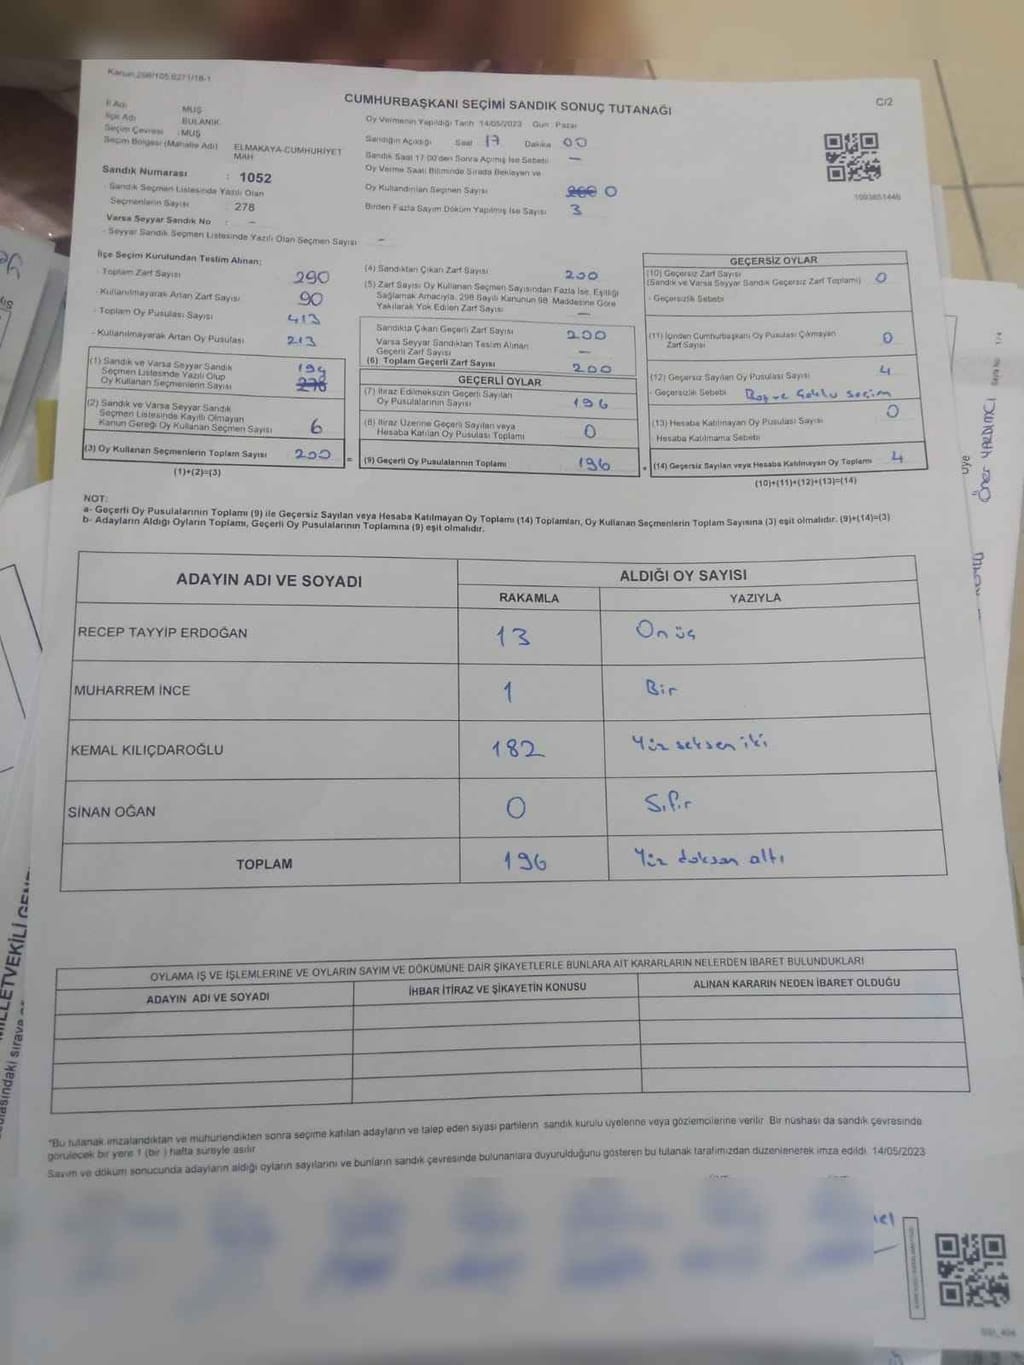 Kanun:298/105,6271/18-1
CUMHURBAŞKANI SEÇİMİ SANDIK SONUÇ TUTANAĞI
C/2
İl Adı MUŞ
İlçe Adı BULANIK
Seçim Çevresi :MUŞ
Seçim Bölgesi (Mahalle Adı) ELMAKAYA-CUMHURİYET MAH
Sandık Numarası : 1052
Sandık Seçmen Listesinde Yazılı Olan
Seçmenlerin Sayısı : 278
Varsa Seyyar Sandık No : -
- Seyyar Sandık Seçmen Listesinde Yazılı Olan Seçmen Sayısı -
Oy Vermenin Yapıldığı Tarih 14/05/2023 Gün : Pazar
Sandığın Açıldığı Saat 17 Dakika 00
Sandık Saat 17:00'den Sonra Açımış İse Sebebi —
Oy Verme Saati Bitiminde Sırada Bekleyen ve
Oy Kullandırılan Seçmen Sayısı 200 0
Birden Fazla Sayım Döküm Yapılmış İse Sayısı 3
1093851446
İlçe Seçim Kurulundan Teslim Alınan;
- Toplam Zarf Sayısı 290
- Kullanılmayarak Artan Zarf Sayısı 90
- Toplam Oy Pusulası Sayısı 413
- Kullanılmayarak Artan Oy Pusulası 213
(1) Sandık ve Varsa Seyyar Sandık 194
Seçmen Listesinde Yazılı Olup
Oy Kullanan Seçmenlerin Sayısı 278
(2) Sandık ve Varsa Seyyar Sandık
Seçmen Listesinde Kayıtlı Olmayan
Kanun Gereği Oy Kullanan Seçmen Sayısı 6
(3) Oy Kullanan Seçmenlerin Toplam Sayısı 200 =
(1)+(2)=(3)
(4) Sandıktan Çıkan Zarf Sayısı 200
(5) Zarf Sayısı Oy Kullanan Seçmen Sayısından Fazla İse, Eşitliği
Sağlamak Amacıyla, 298 Sayılı Kanunun 98. Maddesine Göre
Yakılarak Yok Edilen Zarf Sayısı —
Sandıkta Çıkan Geçerli Zarf Sayısı 200
Varsa Seyyar Sandıktan Teslim Alınan
Geçerli Zarf Sayısı —
(6) Toplam Geçerli Zarf Sayısı 200
GEÇERLİ OYLAR
(7) İtiraz Edilmeksizin Geçerli Sayılan
Oy Pusulalarının Sayısı 196
(8) İtiraz Üzerine Geçerli Sayılan veya
Hesaba Katılan Oy Pusulası Toplamı 0
(9) Geçerli Oy Pusulalarının Toplamı 196 +
GEÇERSİZ OYLAR
(10) Geçersiz Zarf Sayısı
(Sandık ve Varsa Seyyar Sandık Geçersiz Zarf Toplamı) 0
- Geçersizlik Sebebi
(11) İçinden Cumhurbaşkanı Oy Pusulası Çıkmayan
Zarf Sayısı 0
(12) Geçersiz Sayılan Oy Pusulası Sayısı 4
- Geçersizlik Sebebi
(13) Hesaba Katılmayan Oy Pusulası Sayısı 0
Hesaba Katılmama Sebebi
(14) Geçersiz Sayılan veya Hesaba Katılmayan Oy Toplamı 4
(10)+(11)+(12)+(13)=(14)
NOT:
a- Geçerli Oy Pusulalarının Toplamı (9) ile Geçersiz Sayılan veya Hesaba Katılmayan Oy Toplamı (14) Toplamları, Oy Kullanan Seçmenlerin Toplam Sayısına (3) eşit olmalıdır. (9)+(14)=(3)
b- Adayların Aldığı Oyların Toplamı, Geçerli Oy Pusulalarının Toplamına (9) eşit olmalıdır.
ADAYIN ADI VE SOYADI ALDIĞI OY SAYISI
RAKAMLA YAZIYLA
RECEP TAYYİP ERDOĞAN 13 On üç
MUHARREM İNCE 1 Bir
KEMAL KILIÇDAROĞLU 182 Yüz seksen iki
SİNAN OĞAN 0 Sıfır
TOPLAM 196 Yüz doksan altı
OYLAMA İŞ VE İŞLEMLERİNE VE OYLARIN SAYIM VE DÖKÜMÜNE DAİR ŞİKAYETLERLE BUNLARA AİT KARARLARIN NELERDEN İBARET BULUNDUKLARI
ADAYIN ADI VE SOYADI İHBAR İTİRAZ VE ŞİKAYETİN KONUSU ALINAN KARARIN NEDEN İBARET OLDUĞU
"Bu tutanak imzalandıktan ve mühürlendikten sonra seçime katılan adayların ve talep eden siyasi partilerin sandık kurulu üyelerine veya gözlemcilerine verilir. Bir nüshası da sandık çevresinde
görülecek bir yere 1 (bir ) hafta süreyle asılır
Sayım ve döküm sonucunda adayların aldığı oyların sayılarını ve bunların sandık çevresinde bulunanlara duyurulduğunu gösteren bu tutanak tarafımızdan düzenlenerek imza edildi. 14/05/2023
Üye
Öner YARDIMCI
Sayfa No: 1/4
MİLLETVEKİLİ GENE